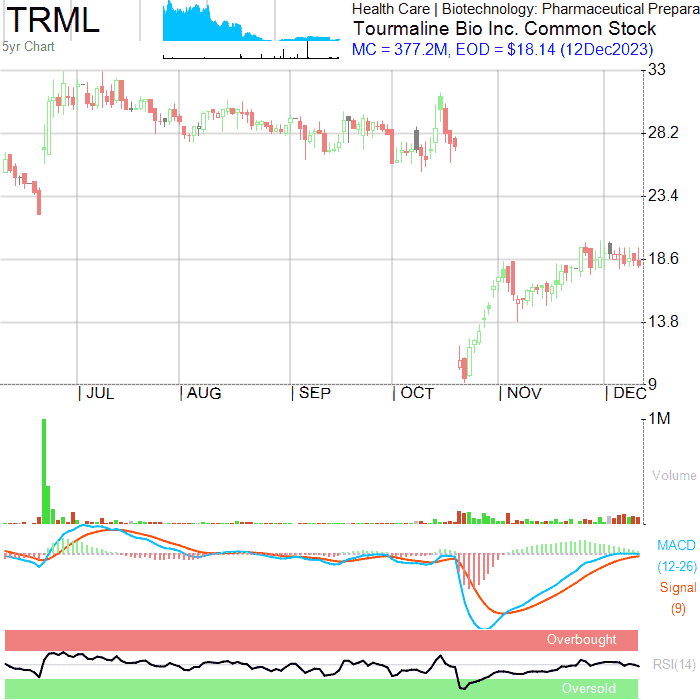 TRML
5yr Chart
Health Care | Biotechnology: Pharmaceutical Prepara
Tourmaline Bio Inc. Common Stock
MC = 377.2M, EOD = $18.14 (12Dec2023)
33
28.2
23.4
18.6
13.8
9
| JUL | AUG | SEP | OCT | NOV | DEC
1M
Volume
MACD
(12-26)
Signal
(9)
Overbought
RSI(14)
Oversold